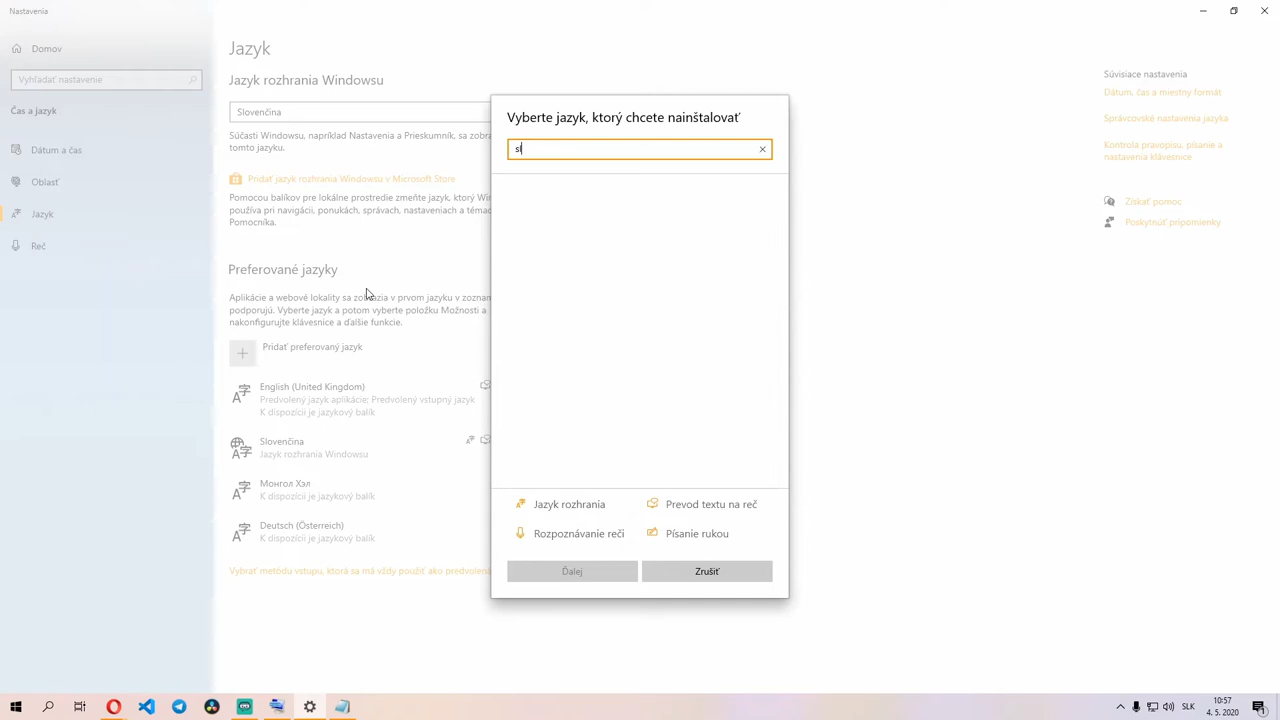 Nastavenia
Domov
Vyhľadať nastavenie
Čas a jazyk
Dátum a čas
Oblasť
Jazyk
Reč
Jazyk
Jazyk rozhrania Windowsu
Slovenčina
Súčasti Windowsu, napríklad Nastavenia a Prieskumník, sa zobra
tomto jazyku.
Pridať jazyk rozhrania Windowsu v Microsoft Store
Pomocou balíkov pre lokálne prostredie zmeňte jazyk, ktorý Win
používa pri navigácii, ponukách, správach, nastaveniach a témac
Pomocníka.
Preferované jazyky
Aplikácie a webové lokality sa zobrazia v prvom jazyku v zoznam
podporujú. Vyberte jazyk a potom vyberte položku Možnosti a
nakonfigurujte klávesnice a ďalšie funkcie.
Pridať preferovaný jazyk
English (United Kingdom)
Predvolený jazyk aplikácie; Predvolený vstupný jazyk
K dispozícii je jazykový balík
Slovenčina
Jazyk rozhrania Windowsu
Монгол Хэл
K dispozícii je jazykový balík
Deutsch (Österreich)
K dispozícii je jazykový balík
Vybrať metódu vstupu, ktorá sa má vždy použiť ako predvolená
Vyberte jazyk, ktorý chcete nainštalovať
sl
Jazyk rozhrania
Prevod textu na reč
Rozpoznávanie reči
Písanie rukou
Ďalej
Zrušiť
Súvisiace nastavenia
Dátum, čas a miestny formát
Správcovské nastavenia jazyka
Kontrola pravopisu, písanie a
nastavenia klávesnice
Získať pomoc
Poskytnúť pripomienky
SLK
10:57
4. 5. 2020
1